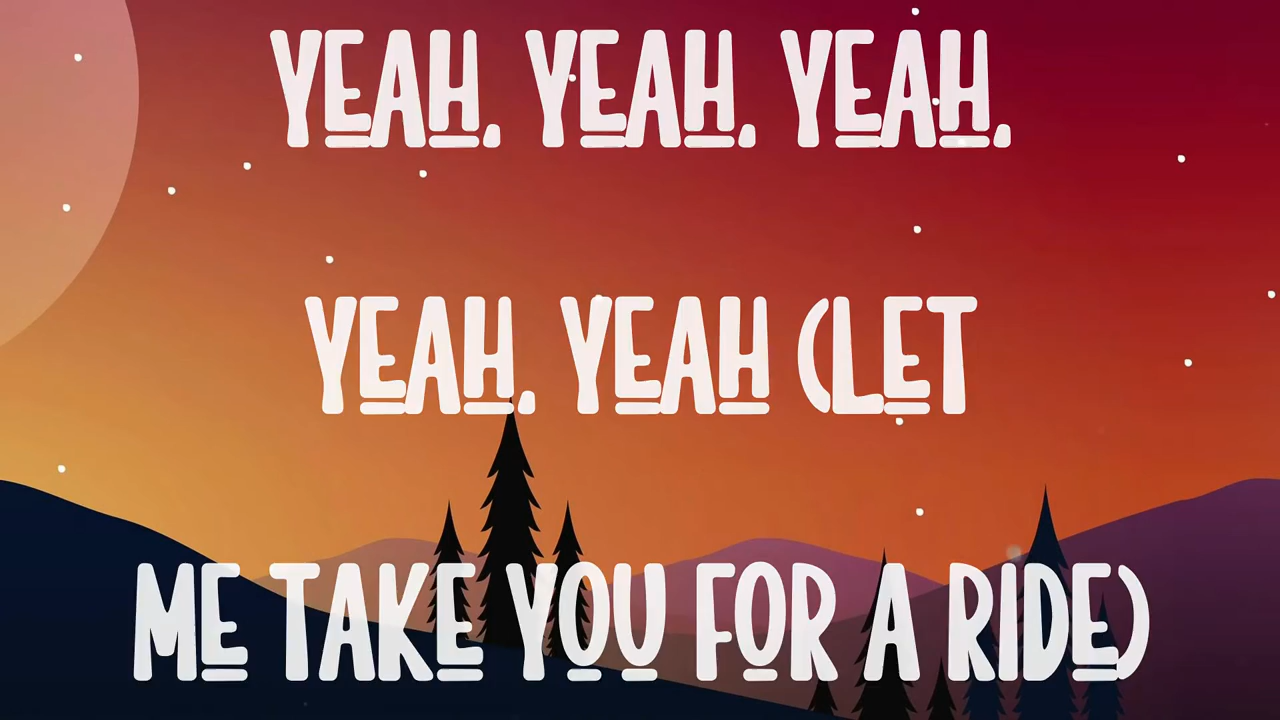 YEAH, YEAH, YEAH,
YEAH, YEAH (LET
ME TAKE YOU FOR A RIDE)